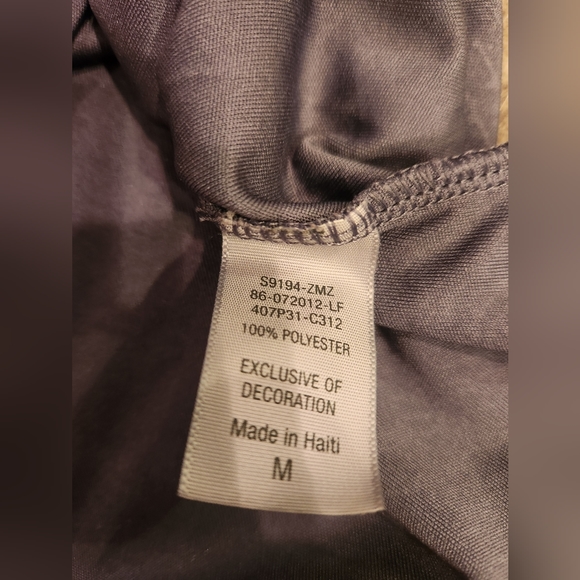 S9194-ZMZ
86-072012-LF
407P31-C312
100% POLYESTER
EXCLUSIVE OF
DECORATION
Made in Haiti
M